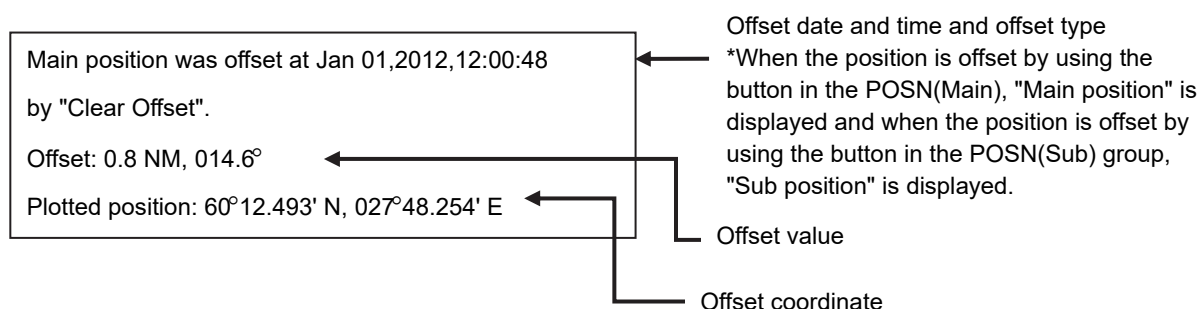 Main position was offset at Jan 01,2012,12:00:48
by "Clear Offset".
Offset: 0.8 NM, 014.6°
Plotted position: 60°12.493' N, 027°48.254' E
Offset date and time and offset type
*When the position is offset by using the
button in the POSN(Main), "Main position" is
displayed and when the position is offset by
using the button in the POSN(Sub) group,
"Sub position" is displayed.
Offset value
Offset coordinate